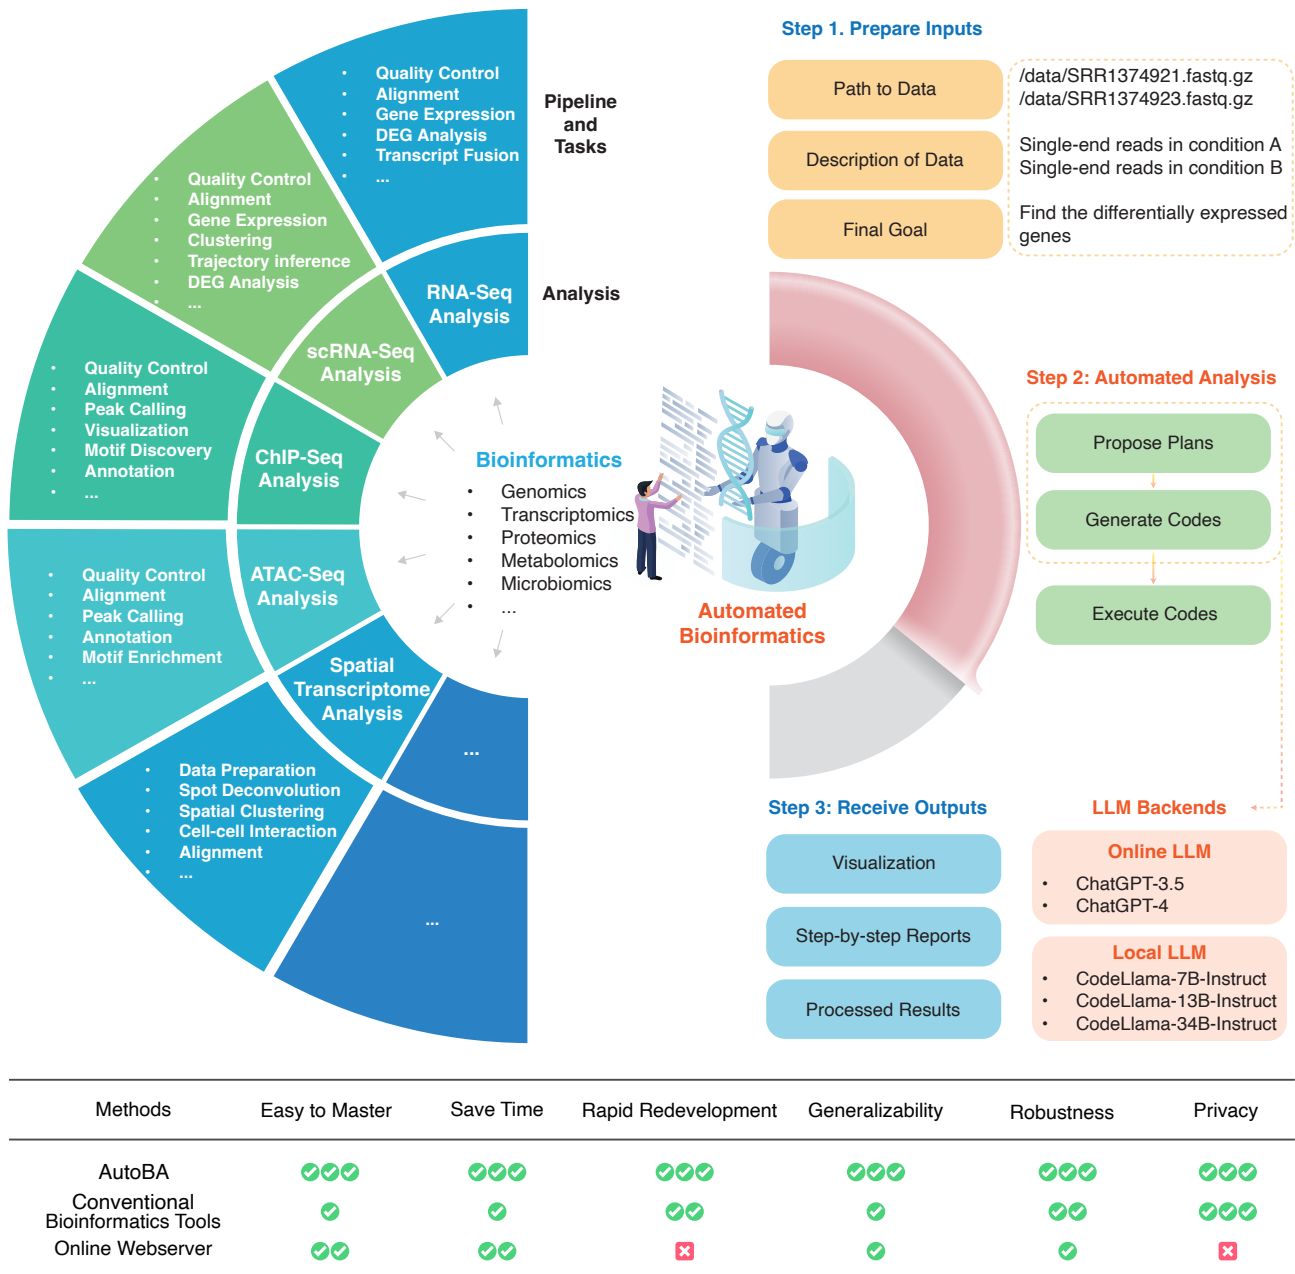 Pipeline
and
Tasks
• Quality Control
• Alignment
• Gene Expression
• DEG Analysis
• Transcript Fusion
• ...
• Quality Control
• Alignment
• Gene Expression
• Clustering
• Trajectory inference
• DEG Analysis
• ...
• Quality Control
• Alignment
• Peak Calling
• Visualization
• Motif Discovery
• Annotation
• ...
• Quality Control
• Alignment
• Peak Calling
• Annotation
• Motif Enrichment
• ...
• Data Preparation
• Spot Deconvolution
• Spatial Clustering
• Cell-cell Interaction
• Alignment
• ...
...
Analysis
RNA-Seq
Analysis
scRNA-Seq
Analysis
ChIP-Seq
Analysis
ATAC-Seq
Analysis
Spatial
Transcriptome
Analysis
...
Bioinformatics
• Genomics
• Transcriptomics
• Proteomics
• Metabolomics
• Microbiomics
• ...
Automated
Bioinformatics
Step 1. Prepare Inputs
Path to Data
/data/SRR1374921.fastq.gz
/data/SRR1374923.fastq.gz
Description of Data
Single-end reads in condition A
Single-end reads in condition B
Final Goal
Find the differentially expressed
genes
Step 2: Automated Analysis
Propose Plans
Generate Codes
Execute Codes
Step 3: Receive Outputs
Visualization
Step-by-step Reports
Processed Results
LLM Backends
Online LLM
• ChatGPT-3.5
• ChatGPT-4
Local LLM
• CodeLlama-7B-Instruct
• CodeLlama-13B-Instruct
• CodeLlama-34B-Instruct
Methods Easy to Master Save Time Rapid Redevelopment Generalizability Robustness Privacy
AutoBA
Conventional
Bioinformatics Tools
Online Webserver